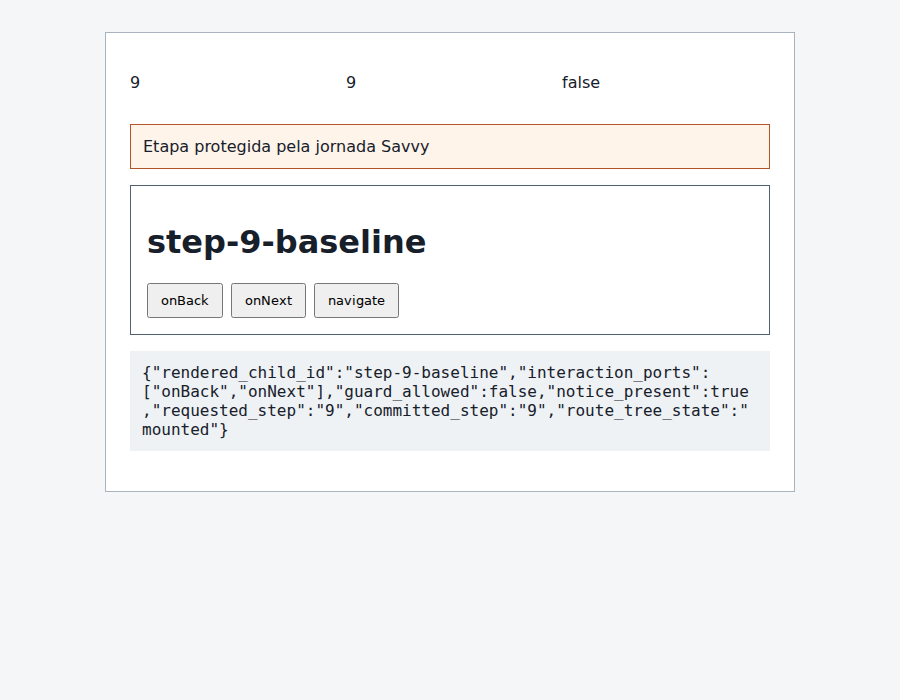 9 9 false
Etapa protegida pela jornada Savvy
step-9-baseline
onBack onNext navigate
{"rendered_child_id":"step-9-baseline","interaction_ports":
["onBack","onNext"],"guard_allowed":false,"notice_present":true
,"requested_step":"9","committed_step":"9","route_tree_state":"
mounted"}